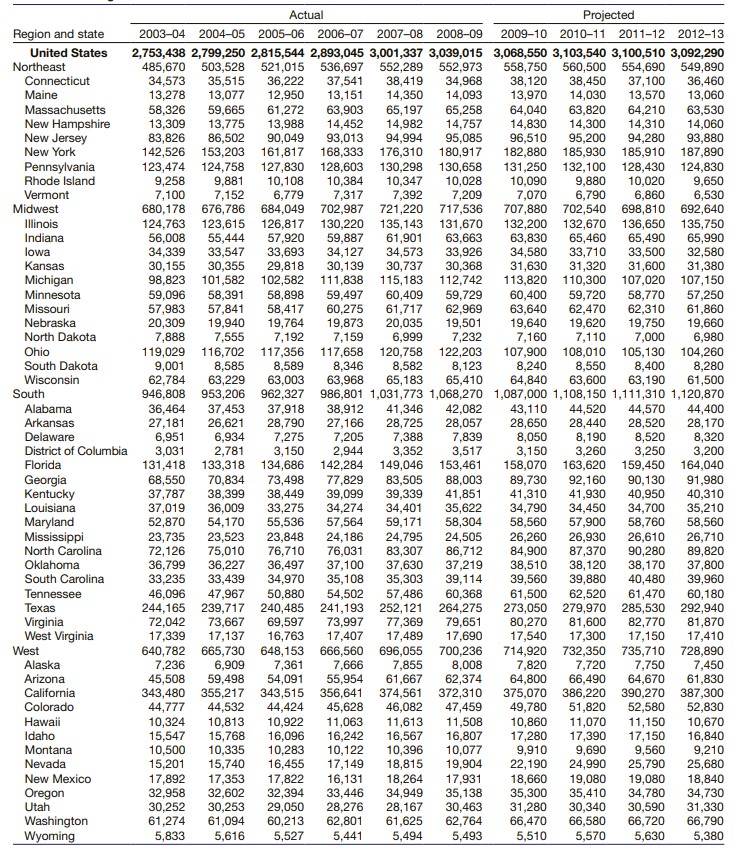 Actual Projected
Region and state 2003–04 2004–05 2005–06 2006–07 2007–08 2008–09 2009–10 2010–11 2011–12 2012–13
United States 2,753,438 2,799,250 2,815,544 2,893,045 3,001,337 3,039,015 3,068,550 3,103,540 3,100,510 3,092,290
Northeast 485,670 503,528 521,015 536,697 552,289 552,973 558,750 560,500 554,690 549,890
Connecticut 34,573 35,515 36,222 37,541 38,419 34,968 38,120 38,450 37,100 36,460
Maine 13,278 13,077 12,950 13,151 14,350 14,093 13,970 14,030 13,570 13,060
Massachusetts 58,326 59,665 61,272 63,903 65,197 65,258 64,040 63,820 64,210 63,530
New Hampshire 13,309 13,775 13,988 14,452 14,982 14,757 14,830 14,300 14,310 14,060
New Jersey 83,826 86,502 90,049 93,013 94,994 95,085 96,510 95,200 94,280 93,880
New York 142,526 153,203 161,817 168,333 176,310 180,917 182,880 185,930 185,910 187,890
Pennsylvania 123,474 124,758 127,830 128,603 130,298 130,658 131,250 132,100 128,430 124,830
Rhode Island 9,258 9,881 10,108 10,384 10,347 10,028 10,090 9,880 10,020 9,650
Vermont 7,100 7,152 6,779 7,317 7,392 7,209 7,070 6,790 6,860 6,530
Midwest 680,178 676,786 684,049 702,987 721,220 717,536 707,880 702,540 698,810 692,640
Illinois 124,763 123,615 126,817 130,220 135,143 131,670 132,200 132,670 136,650 135,750
Indiana 56,008 55,444 57,920 59,887 61,901 63,663 63,830 65,460 65,490 65,990
Iowa 34,339 33,547 33,693 34,127 34,573 33,926 34,580 33,710 33,500 32,580
Kansas 30,155 30,355 29,818 30,139 30,737 30,368 31,630 31,320 31,600 31,380
Michigan 98,823 101,582 102,582 111,838 115,183 112,742 113,820 110,300 107,020 107,150
Minnesota 59,096 58,391 58,898 59,497 60,409 59,729 60,400 59,720 58,770 57,250
Missouri 57,983 57,841 58,417 60,275 61,717 62,969 63,640 62,470 62,310 61,860
Nebraska 20,309 19,940 19,764 19,873 20,035 19,501 19,640 19,620 19,750 19,660
North Dakota 7,888 7,555 7,192 7,159 6,999 7,232 7,160 7,110 7,000 6,980
Ohio 119,029 116,702 117,356 117,658 120,758 122,203 107,900 108,010 105,130 104,260
South Dakota 9,001 8,585 8,589 8,346 8,582 8,123 8,240 8,550 8,400 8,280
Wisconsin 62,784 63,229 63,003 63,968 65,183 65,410 64,840 63,600 63,190 61,500
South 946,808 953,206 962,327 986,801 1,031,773 1,068,270 1,087,000 1,108,150 1,111,310 1,120,870
Alabama 36,464 37,453 37,918 38,912 41,346 42,082 43,110 44,520 44,570 44,400
Arkansas 27,181 26,621 28,790 27,166 28,725 28,057 28,650 28,440 28,520 28,170
Delaware 6,951 6,934 7,275 7,205 7,388 7,839 8,050 8,190 8,520 8,320
District of Columbia 3,031 2,781 3,150 2,944 3,352 3,517 3,150 3,260 3,250 3,200
Florida 131,418 133,318 134,686 142,284 149,046 153,461 158,070 163,620 159,450 164,040
Georgia 68,550 70,834 73,498 77,829 83,505 88,003 89,730 92,160 90,130 91,980
Kentucky 37,787 38,399 38,449 39,099 39,339 41,851 41,310 41,930 40,950 40,310
Louisiana 37,019 36,009 33,275 34,274 34,401 35,622 34,790 34,450 34,700 35,210
Maryland 52,870 54,170 55,536 57,564 59,171 58,304 58,560 57,900 58,760 58,560
Mississippi 23,735 23,523 23,848 24,186 24,795 24,505 26,260 26,930 26,610 26,710
North Carolina 72,126 75,010 76,710 76,031 83,307 86,712 84,900 87,370 90,280 89,820
Oklahoma 36,799 36,227 36,497 37,100 37,630 37,219 38,510 38,120 38,170 37,800
South Carolina 33,235 33,439 34,970 35,108 35,303 39,114 39,560 39,880 40,480 39,960
Tennessee 46,096 47,967 50,880 54,502 57,486 60,368 61,500 62,520 61,470 60,180
Texas 244,165 239,717 240,485 241,193 252,121 264,275 273,050 279,970 285,530 292,940
Virginia 72,042 73,667 69,597 73,997 77,369 79,651 80,270 81,600 82,770 81,870
West Virginia 17,339 17,137 16,763 17,407 17,489 17,690 17,540 17,300 17,150 17,410
West 640,782 665,730 648,153 666,560 696,055 700,236 714,920 732,350 735,710 728,890
Alaska 7,236 6,909 7,361 7,666 7,855 8,008 7,820 7,720 7,750 7,450
Arizona 45,508 59,498 54,091 55,954 61,667 62,374 64,800 66,490 64,670 61,830
California 343,480 355,217 343,515 356,641 374,561 372,310 375,070 386,220 390,270 387,300
Colorado 44,777 44,532 44,424 45,628 46,082 47,459 49,780 51,820 52,580 52,830
Hawaii 10,324 10,813 10,922 11,063 11,613 11,508 10,860 11,070 11,150 10,670
Idaho 15,547 15,768 16,096 16,242 16,567 16,807 17,280 17,390 17,150 16,840
Montana 10,500 10,335 10,283 10,122 10,396 10,077 9,910 9,690 9,560 9,210
Nevada 15,201 15,740 16,455 17,149 18,815 19,904 22,190 24,990 25,790 25,680
New Mexico 17,892 17,353 17,822 16,131 18,264 17,931 18,660 19,080 19,080 18,840
Oregon 32,958 32,602 32,394 33,446 34,949 35,138 35,300 35,410 34,780 34,730
Utah 30,252 30,253 29,050 28,276 28,167 30,463 31,280 30,340 30,590 31,330
Washington 61,274 61,094 60,213 62,801 61,625 62,764 66,470 66,580 66,720 66,790
Wyoming 5,833 5,616 5,527 5,441 5,494 5,493 5,510 5,570 5,630 5,380